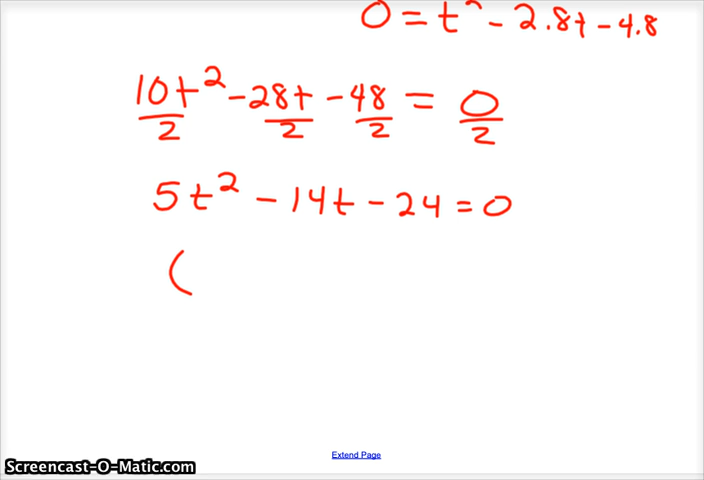 0 = t² - 2.8t - 4.8
10t²/2 - 28t/2 - 48/2 = 0/2
5t² - 14t - 24 = 0
(
Extend Page
Screencast-O-Matic.com